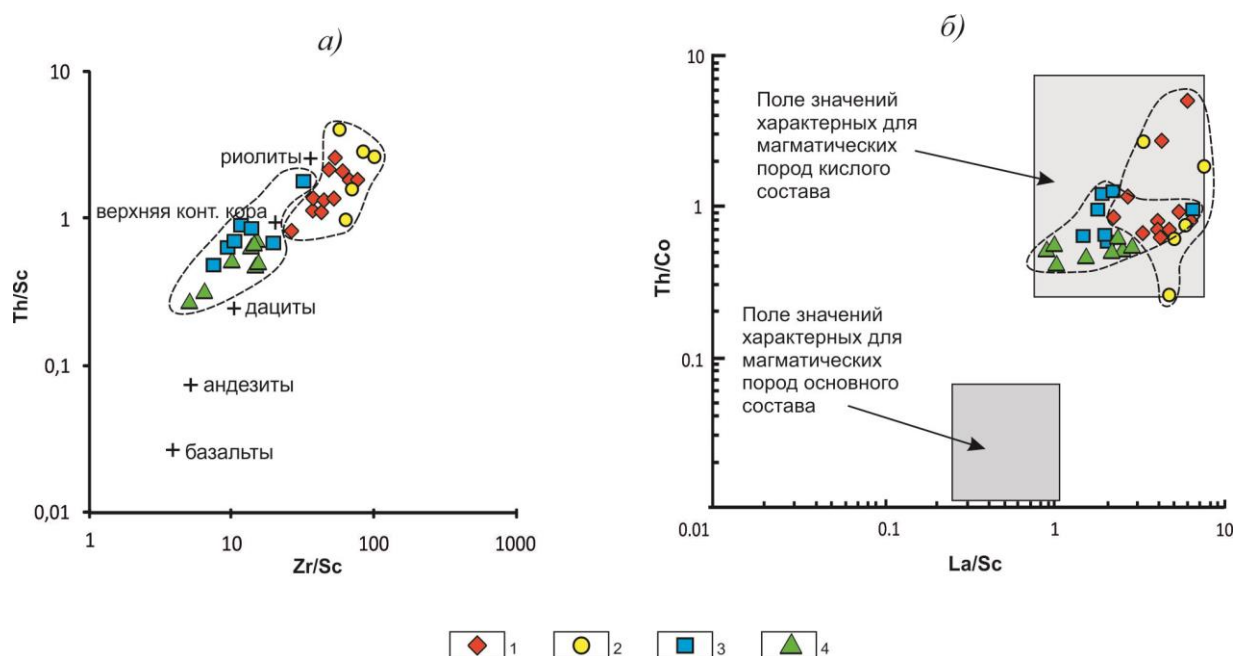 а)
10
1
0,1
0,01
Th/Sc
1
10
100
1000
Zr/Sc
риолиты
верхняя конт. кора
дациты
андезиты
базальты
б)
10
1
0.1
Th/Co
0.01
0.1
1
10
La/Sc
Поле значений
характерных для
магматических
пород кислого
состава
Поле значений
характерных для
магматических
пород основного
состава
1
2
3
4